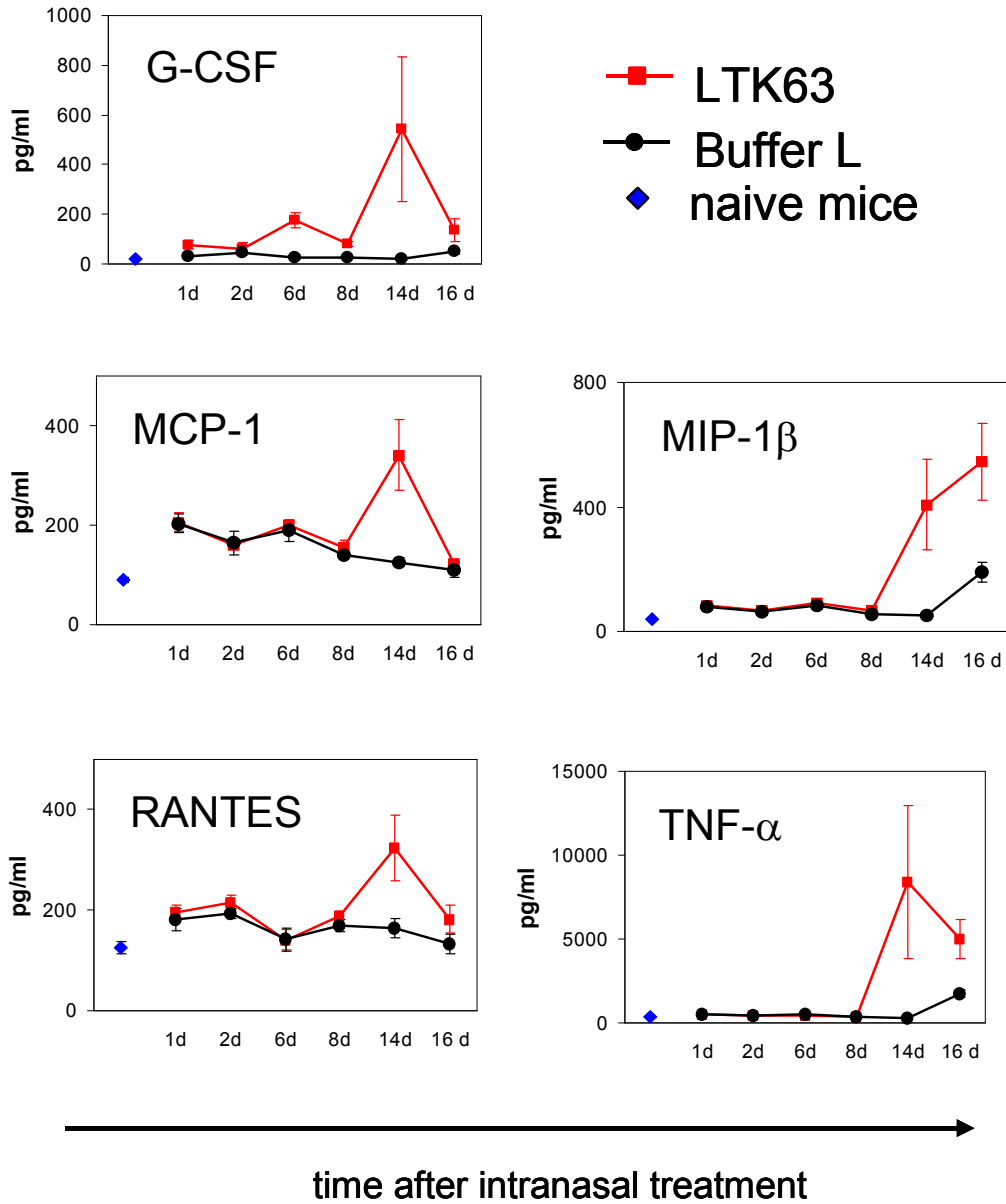 G-CSF
pg/ml
1000
800
600
400
200
0
1d 2d 6d 8d 14d 16 d
LTK63
Buffer L
naive mice
MCP-1
pg/ml
400
200
0
1d 2d 6d 8d 14d 16 d
MIP-1β
pg/ml
800
400
0
1d 2d 6d 8d 14d 16 d
RANTES
pg/ml
400
200
0
1d 2d 6d 8d 14d 16 d
TNF-α
pg/ml
15000
10000
5000
0
1d 2d 6d 8d 14d 16 d
time after intranasal treatment